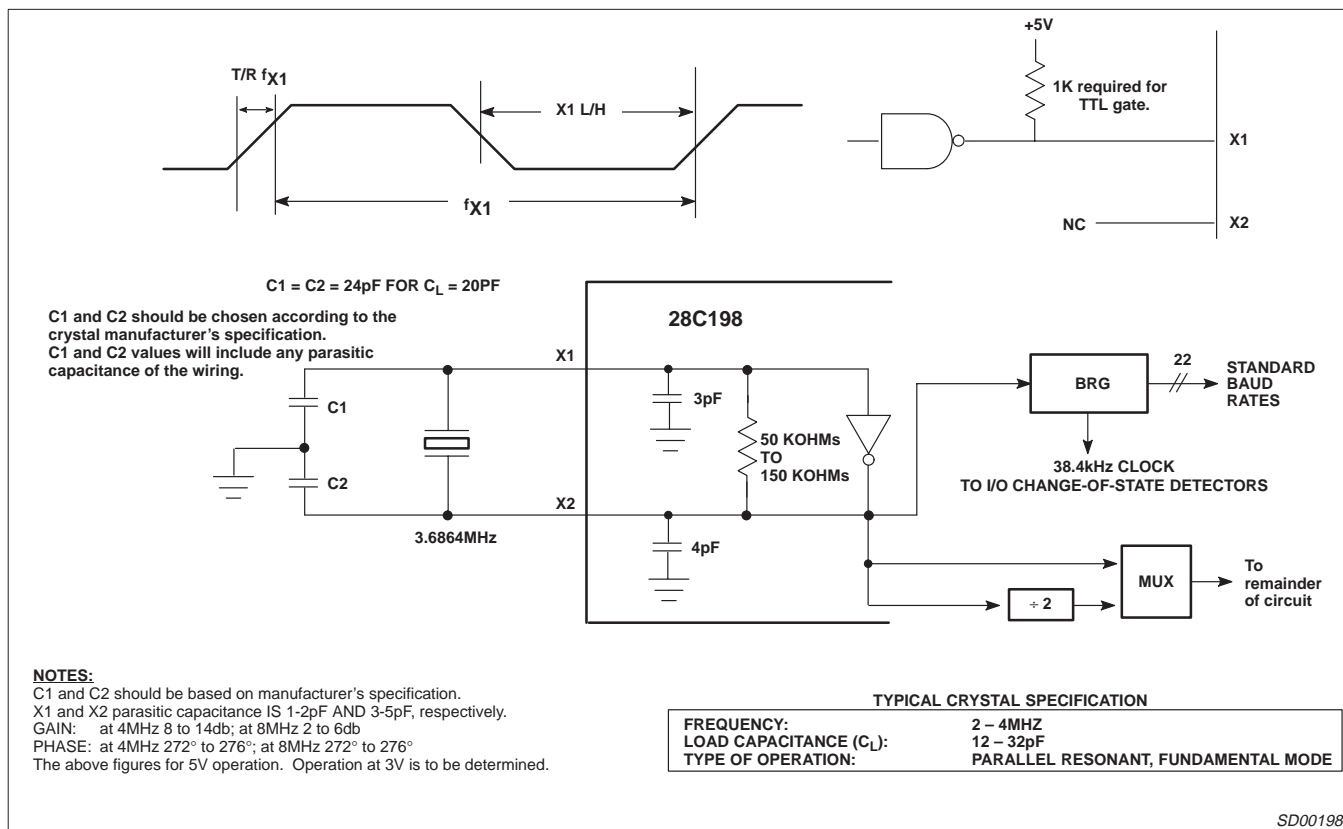 T/R fX1
X1 L/H
fX1
+5V
1K required for
TTL gate.
X1
NC
X2
C1 = C2 = 24pF FOR CL = 20PF
C1 and C2 should be chosen according to the
crystal manufacturer's specification.
C1 and C2 values will include any parasitic
capacitance of the wiring.
28C198
X1
C1
C2
3.6864MHz
X2
3pF
4pF
50 KOHMs
TO
150 KOHMs
BRG
22
STANDARD
BAUD
RATES
38.4kHz CLOCK
TO I/O CHANGE-OF-STATE DETECTORS
÷ 2
MUX
To
remainder
of circuit
NOTES:
C1 and C2 should be based on manufacturer's specification.
X1 and X2 parasitic capacitance IS 1-2pF AND 3-5pF, respectively.
GAIN: at 4MHz 8 to 14db; at 8MHz 2 to 6db
PHASE: at 4MHz 272° to 276°; at 8MHz 272° to 276°
The above figures for 5V operation. Operation at 3V is to be determined.
TYPICAL CRYSTAL SPECIFICATION
FREQUENCY: 2 – 4MHZ
LOAD CAPACITANCE (CL): 12 – 32pF
TYPE OF OPERATION: PARALLEL RESONANT, FUNDAMENTAL MODE
SD00198